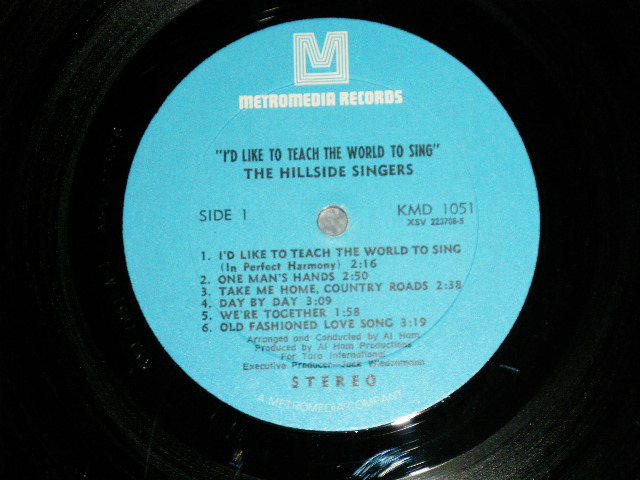 M
METROMEDIA RECORDS
"I'D LIKE TO TEACH THE WORLD TO SING"
THE HILLSIDE SINGERS
SIDE 1
KMD 1051
XSV 223708-S
1. I'D LIKE TO TEACH THE WORLD TO SING
(In Perfect Harmony) 2:16
2. ONE MAN'S HANDS 2:50
3. TAKE ME HOME, COUNTRY ROADS 2:38
4. DAY BY DAY 3:09
5. WE'RE TOGETHER 1:58
6. OLD FASHIONED LOVE SONG 3:19
Arranged and Conducted by Al Ham
Produced by Al Ham Productions
For Tara International
Executive Producer—Jack Wiedenmann
STEREO
A METROMEDIA COMPANY